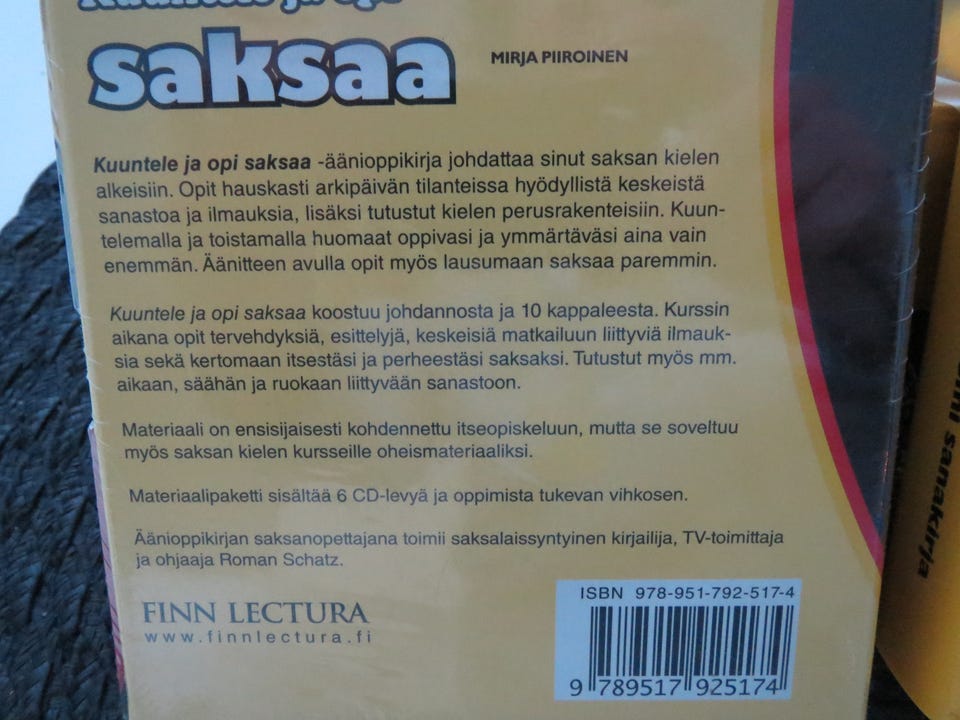 Kuuntele ja opi
saksaa
MIRJA PIIROINEN
Kuuntele ja opi saksaa -äänioppikirja johdattaa sinut saksan kielen
alkeisiin. Opit hauskasti arkipäivän tilanteissa hyödyllistä keskeistä
sanastoa ja ilmauksia, lisäksi tutustut kielen perusrakenteisiin. Kuun-
telemalla ja toistamalla huomaat oppivasi ja ymmärtäväsi aina vain
enemmän. Äänitteen avulla opit myös lausumaan saksaa paremmin.
Kuuntele ja opi saksaa koostuu johdannosta ja 10 kappaleesta. Kurssin
aikana opit tervehdyksiä, esittelyjä, keskeisiä matkailuun liittyviä ilmauk-
sia sekä kertomaan itsestäsi ja perheestäsi saksaksi. Tutustut myös mm.
aikaan, säähän ja ruokaan liittyvään sanastoon.
Materiaali on ensisijaisesti kohdennettu itseopiskeluun, mutta se soveltuu
myös saksan kielen kursseille oheismateriaaliksi.
Materiaalipaketti sisältää 6 CD-levyä ja oppimista tukevan vihkosen.
Äänioppikirjan saksanopettajana toimii saksalaissyntyinen kirjailija, TV-toimittaja
ja ohjaaja Roman Schatz.
FINN LECTURA
www.finnlectura.fi
ISBN 978-951-792-517-4
9 789517 925174
sanakirja